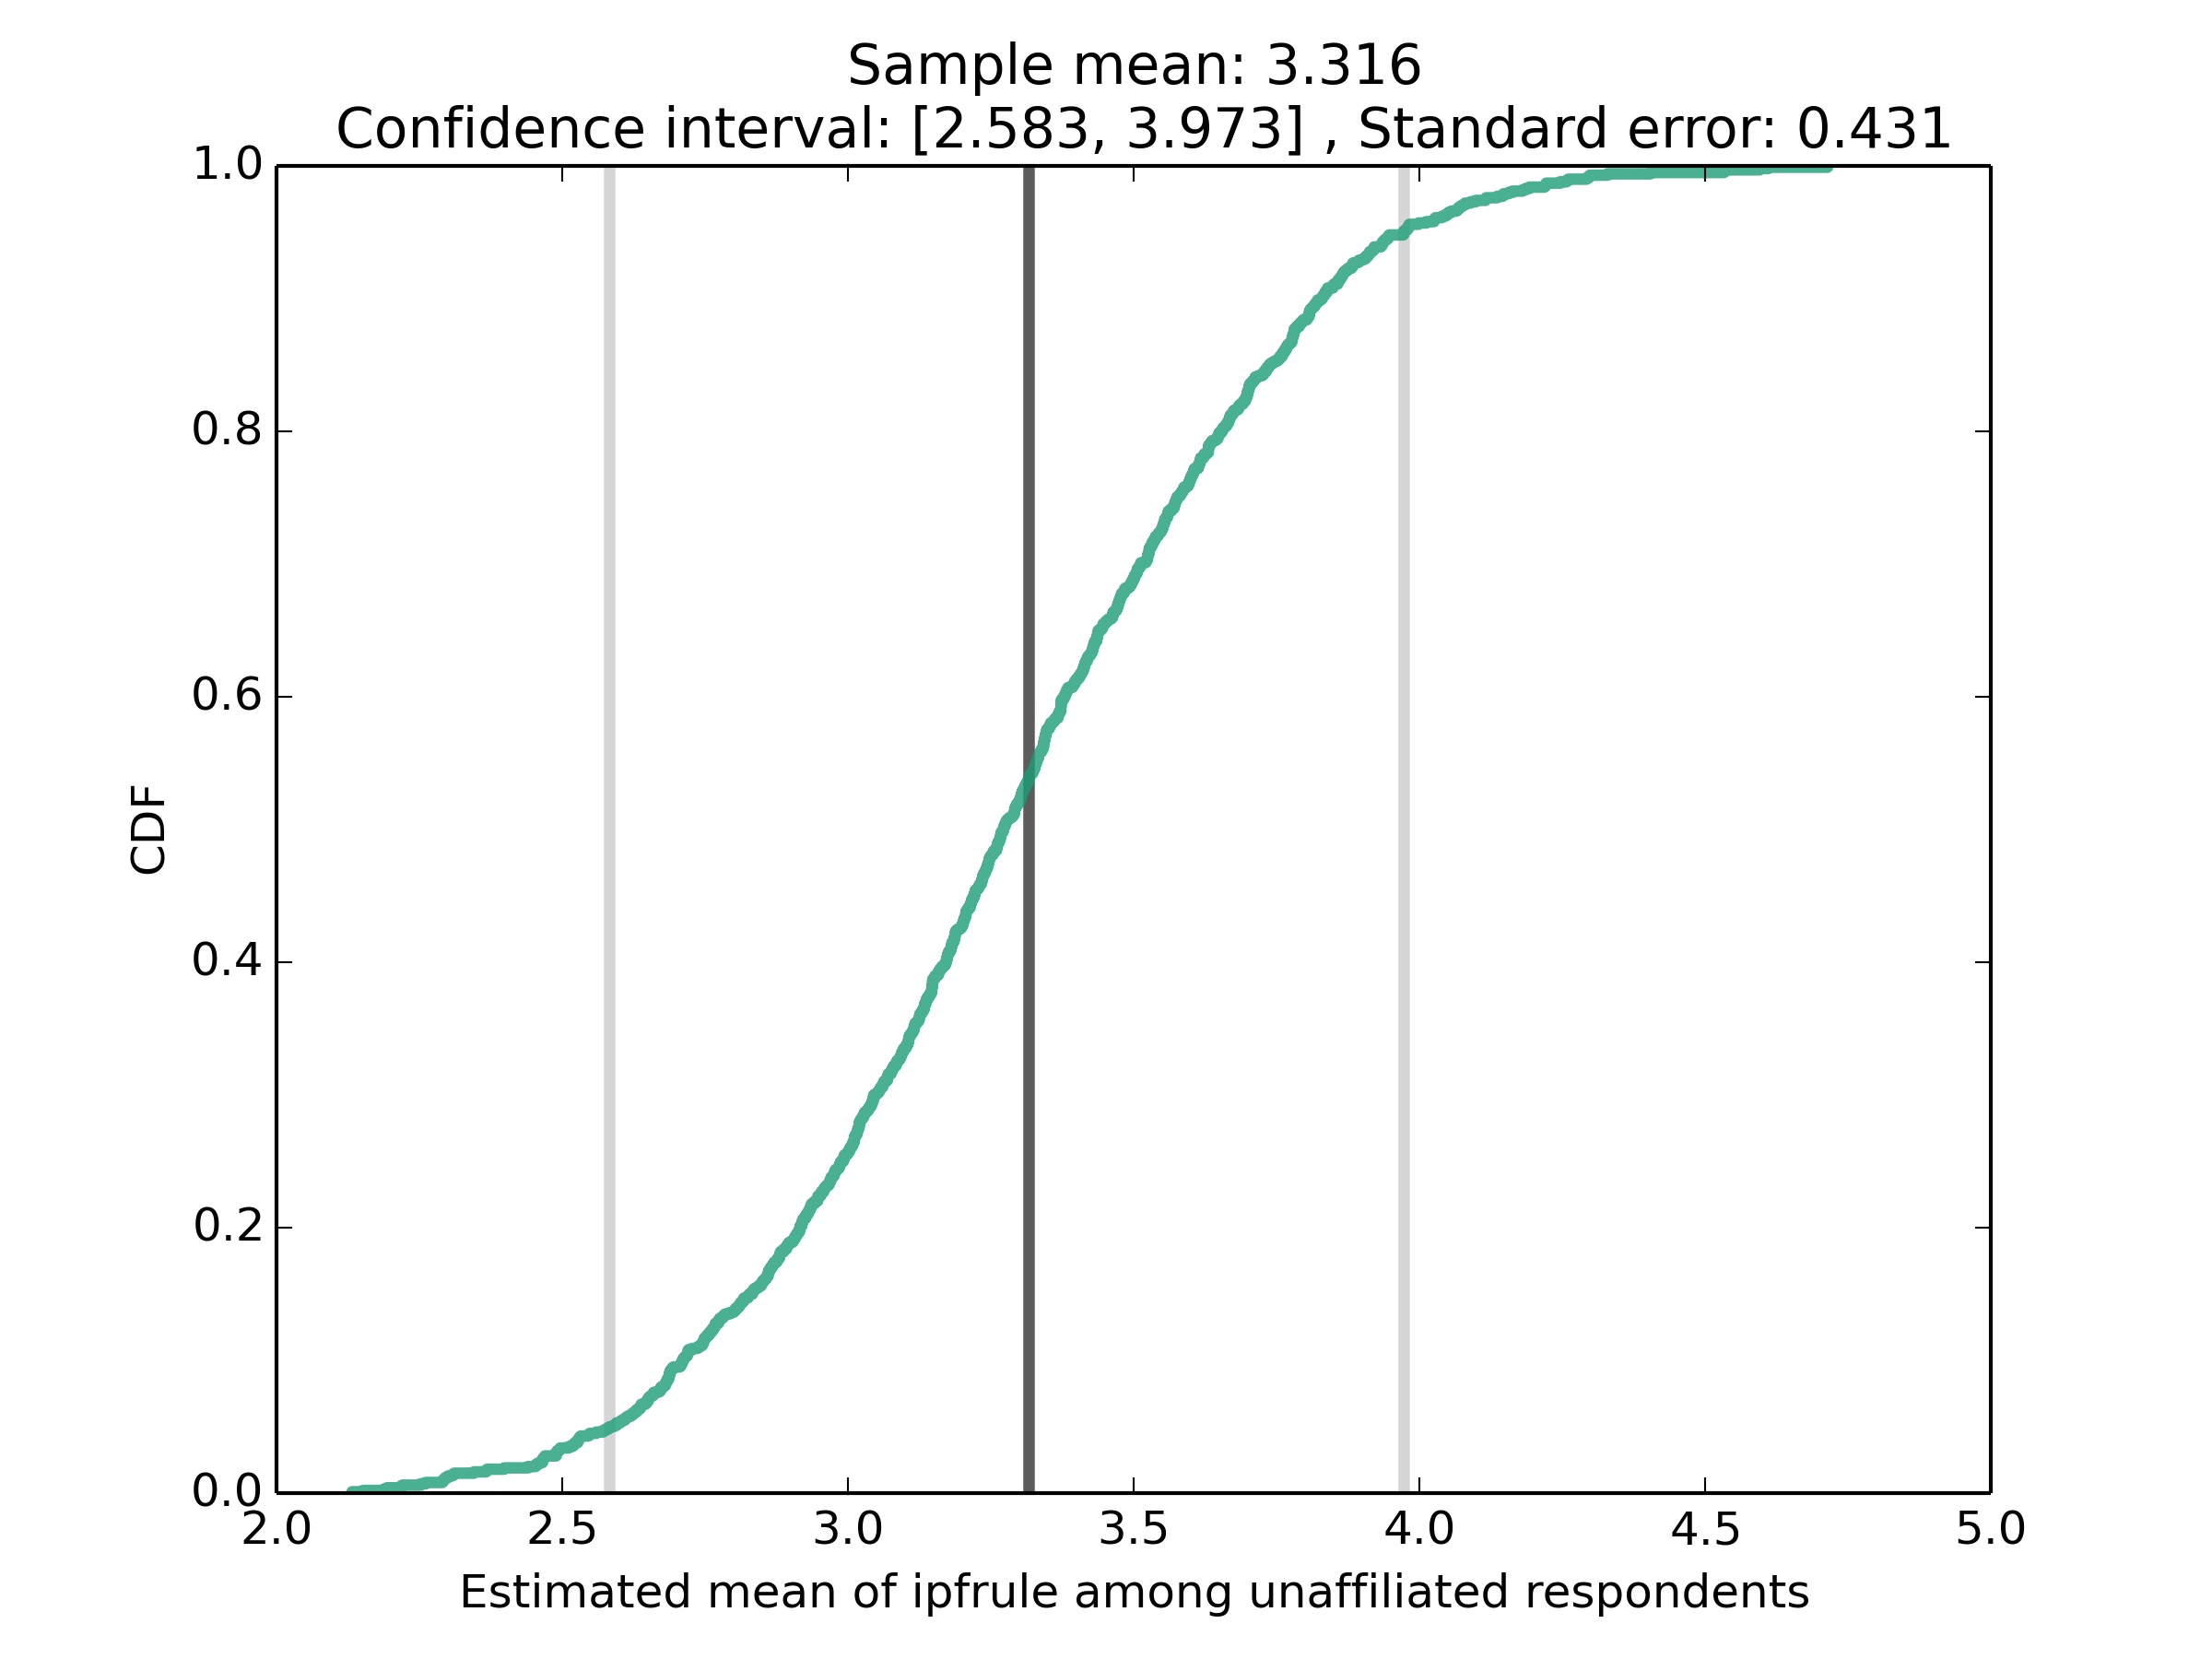 Sample mean: 3.316
Confidence interval: [2.583, 3.973] , Standard error: 0.431
1.0
0.8
0.6
0.4
0.2
0.0
CDF
2.0 2.5 3.0 3.5 4.0 4.5 5.0
Estimated mean of ipfrule among unaffiliated respondents